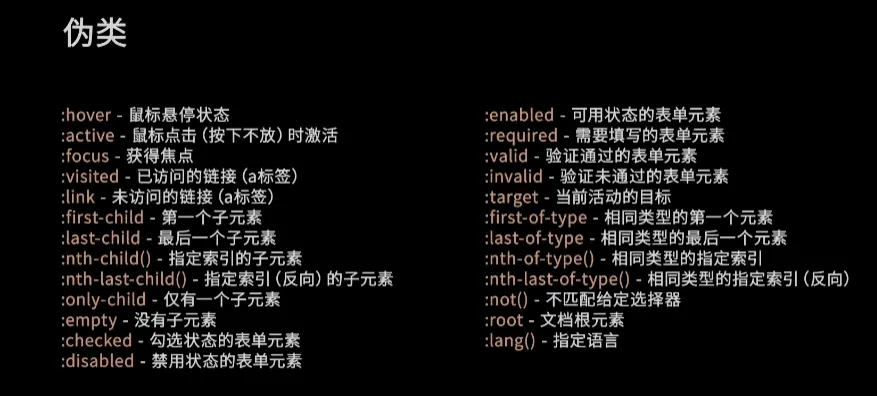 伪类
:hover - 鼠标悬停状态
:active - 鼠标点击（按下不放）时激活
:focus - 获得焦点
:visited - 已访问的链接（a标签）
:link - 未访问的链接（a标签）
:first-child - 第一个子元素
:last-child - 最后一个子元素
:nth-child() - 指定索引的子元素
:nth-last-child() - 指定索引（反向）的子元素
:only-child - 仅有一个子元素
:empty - 没有子元素
:checked - 勾选状态的表单元素
:disabled - 禁用状态的表单元素
:enabled - 可用状态的表单元素
:required - 需要填写的表单元素
:valid - 验证通过的表单元素
:invalid - 验证未通过的表单元素
:target - 当前活动的目标
:first-of-type - 相同类型的第一个元素
:last-of-type - 相同类型的最后一个元素
:nth-of-type() - 相同类型的指定索引
:nth-last-of-type() - 相同类型的指定索引（反向）
:not() - 不匹配给定选择器
:root - 文档根元素
:lang() - 指定语言